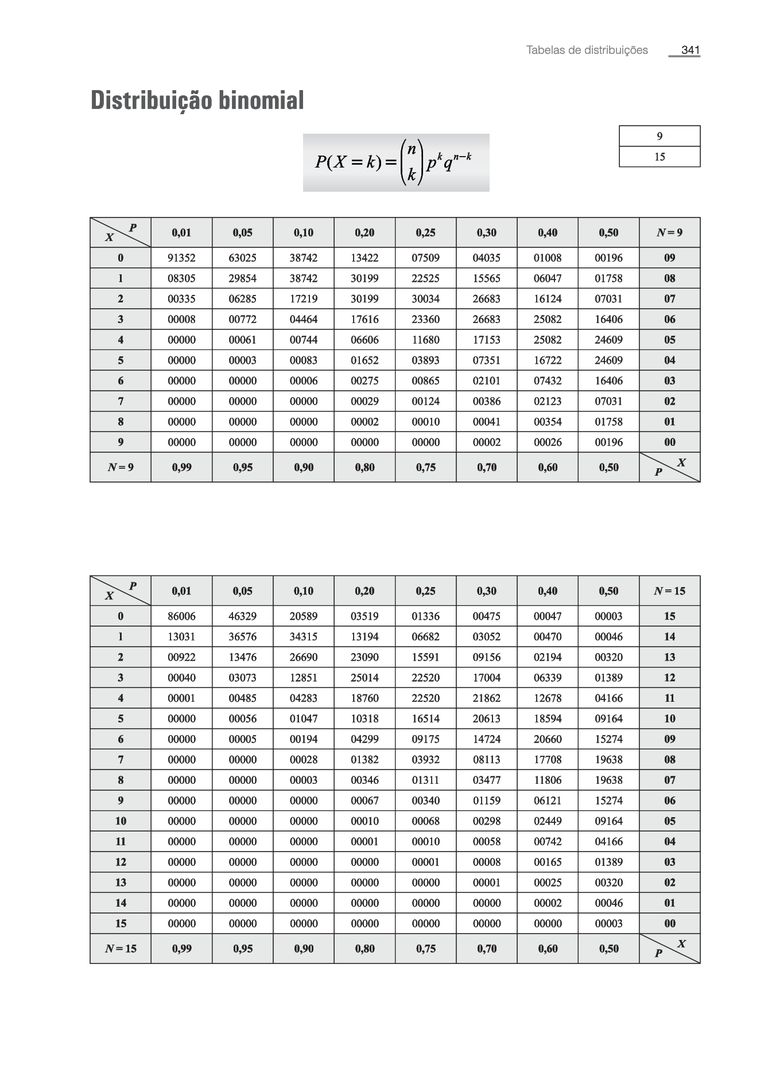 Tabelas de distribuições 341
Distribuição binomial
P(X = k) = (n k) p^k q^{n−k}
9
15
X P 0,01 0,05 0,10 0,20 0,25 0,30 0,40 0,50 N = 9
0 91352 63025 38742 13422 07509 04035 01008 00196 09
1 08305 29854 38742 30199 22525 15565 06047 01758 08
2 00335 06285 17219 30199 30034 26683 16124 07031 07
3 00008 00772 04464 17616 23360 26683 25082 16406 06
4 00000 00061 00744 06606 11680 17153 25082 24609 05
5 00000 00003 00083 01652 03893 07351 16722 24609 04
6 00000 00000 00006 00275 00865 02101 07432 16406 03
7 00000 00000 00000 00029 00124 00386 02123 07031 02
8 00000 00000 00000 00002 00010 00041 00354 01758 01
9 00000 00000 00000 00000 00000 00002 00026 00196 00
N = 9 0,99 0,95 0,90 0,80 0,75 0,70 0,60 0,50 P X
X P 0,01 0,05 0,10 0,20 0,25 0,30 0,40 0,50 N = 15
0 86006 46329 20589 03519 01336 00475 00047 00003 15
1 13031 36576 34315 13194 06682 03052 00470 00046 14
2 00922 13476 26690 23090 15591 09156 02194 00320 13
3 00040 03073 12851 25014 22520 17004 06339 01389 12
4 00001 00485 04283 18760 22520 21862 12678 04166 11
5 00000 00056 01047 10318 16514 20613 18594 09164 10
6 00000 00005 00194 04299 09175 14724 20660 15274 09
7 00000 00000 00028 01382 03932 08113 17708 19638 08
8 00000 00000 00003 00346 01311 03477 11806 19638 07
9 00000 00000 00000 00067 00340 01159 06121 15274 06
10 00000 00000 00000 00010 00068 00298 02449 09164 05
11 00000 00000 00000 00001 00010 00058 00742 04166 04
12 00000 00000 00000 00000 00001 00008 00165 01389 03
13 00000 00000 00000 00000 00000 00001 00025 00320 02
14 00000 00000 00000 00000 00000 00000 00002 00046 01
15 00000 00000 00000 00000 00000 00000 00000 00003 00
N = 15 0,99 0,95 0,90 0,80 0,75 0,70 0,60 0,50 P X